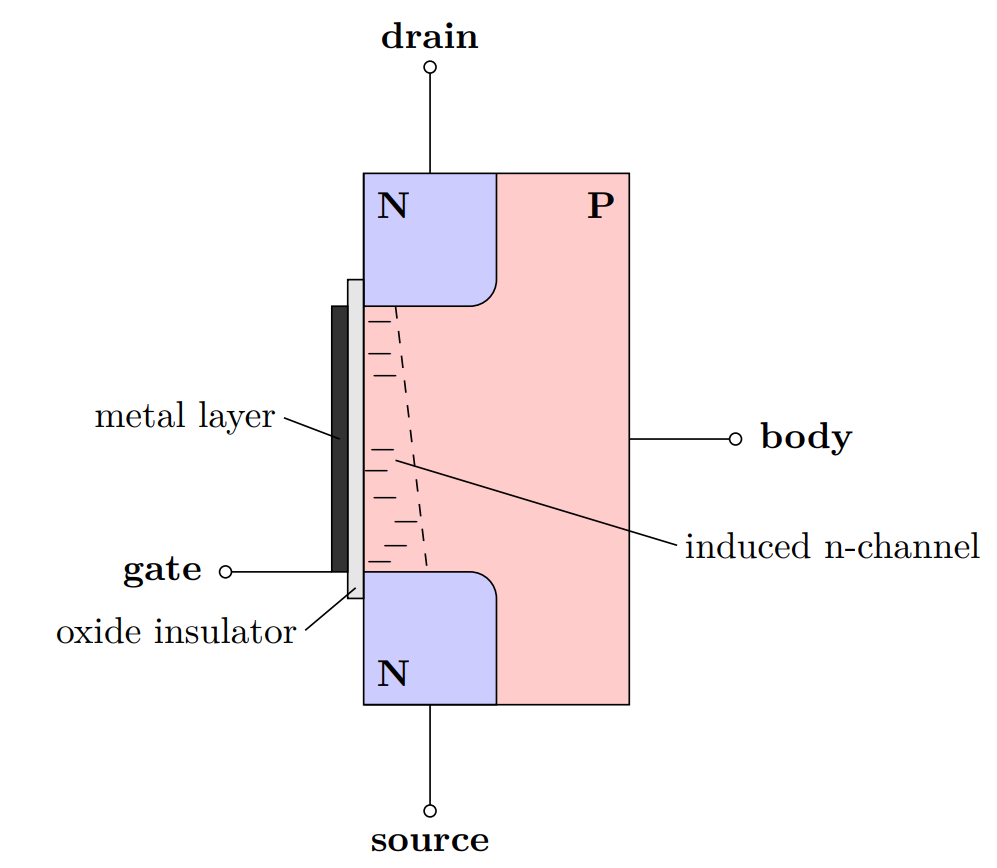 drain
N
P
metal layer
body
induced n-channel
gate
oxide insulator
N
source